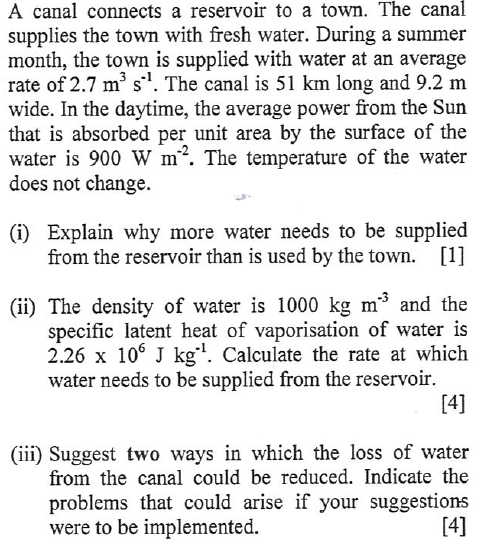 A canal connects a reservoir to a town. The canal
supplies the town with fresh water. During a summer
month, the town is supplied with water at an average
rate of 2.7 m³ s⁻¹. The canal is 51 km long and 9.2 m
wide. In the daytime, the average power from the Sun
that is absorbed per unit area by the surface of the
water is 900 W m⁻². The temperature of the water
does not change.
(i) Explain why more water needs to be supplied
from the reservoir than is used by the town. [1]
(ii) The density of water is 1000 kg m⁻³ and the
specific latent heat of vaporisation of water is
2.26 x 10⁶ J kg⁻¹. Calculate the rate at which
water needs to be supplied from the reservoir.
[4]
(iii) Suggest two ways in which the loss of water
from the canal could be reduced. Indicate the
problems that could arise if your suggestions
were to be implemented. [4]